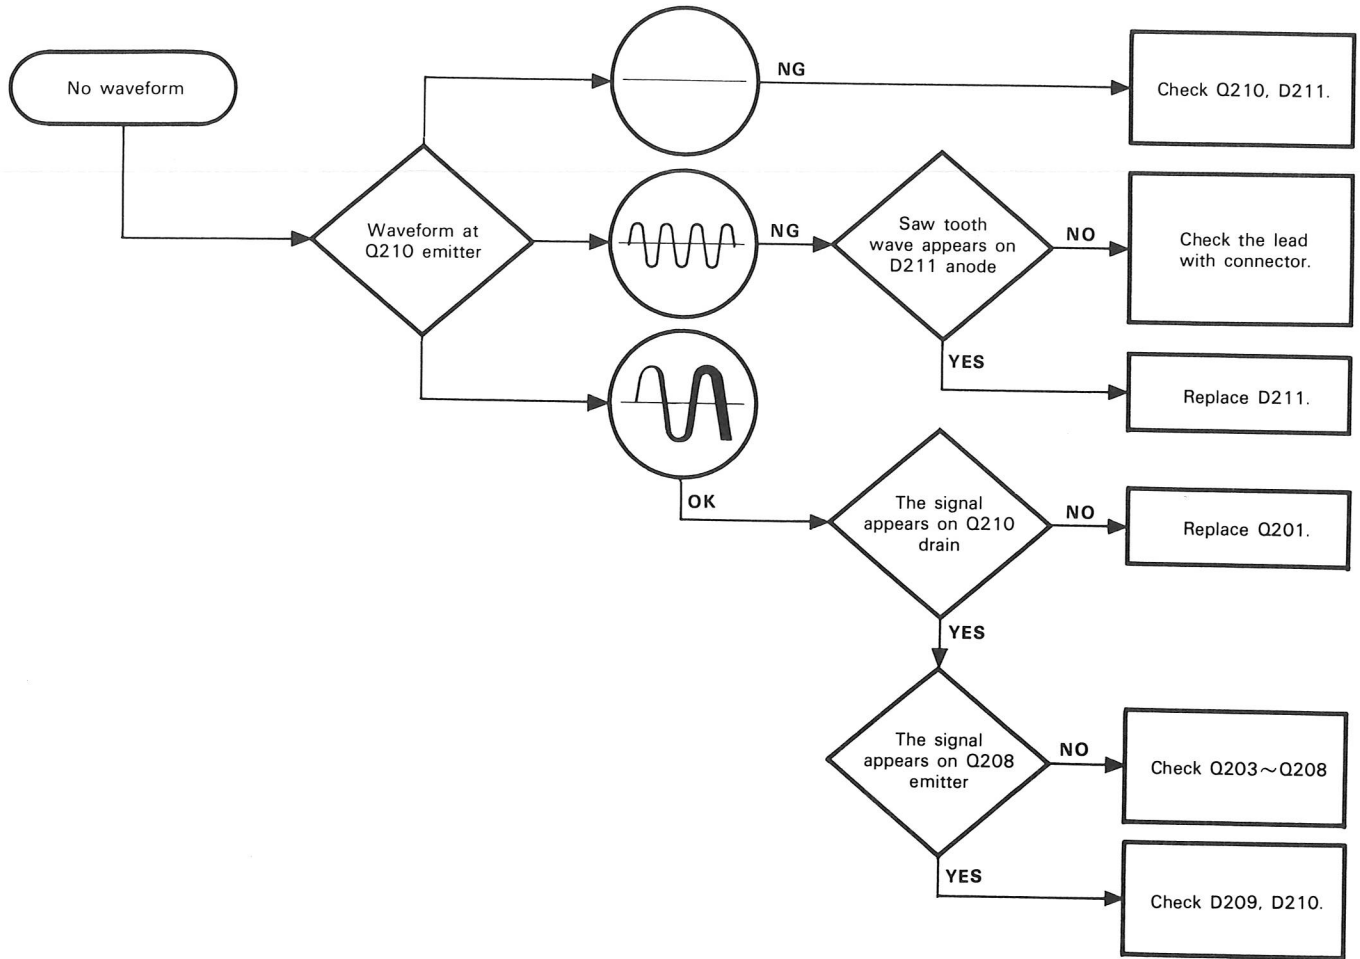 No waveform
Waveform at
Q210 emitter
NG
Check Q210, D211.
NG
Saw tooth
wave appears on
D211 anode
NO
Check the lead
with connector.
YES
Replace D211.
OK
The signal
appears on Q210
drain
NO
Replace Q201.
YES
The signal
appears on Q208
emitter
NO
Check Q203~Q208
YES
Check D209, D210.